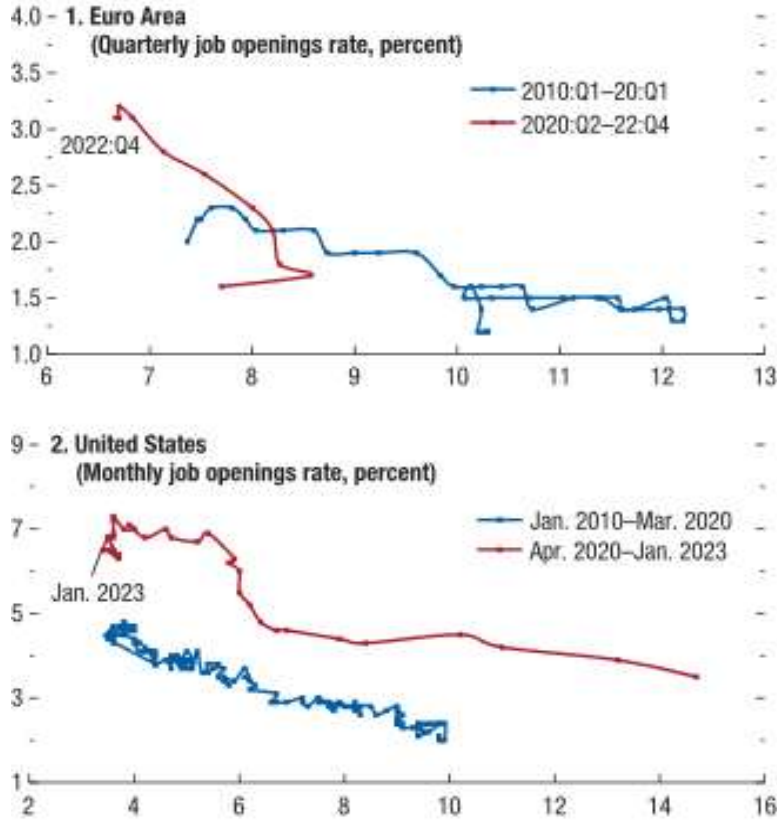 1. Euro Area
(Quarterly job openings rate, percent)
4.0
3.5
3.0
2.5
2.0
1.5
1.0
2010:Q1–20:Q1
2020:Q2–22:Q4
2022:Q4
6 7 8 9 10 11 12 13
2. United States
(Monthly job openings rate, percent)
9
7
5
3
1
Jan. 2010–Mar. 2020
Apr. 2020–Jan. 2023
Jan. 2023
2 4 6 8 10 12 14 16